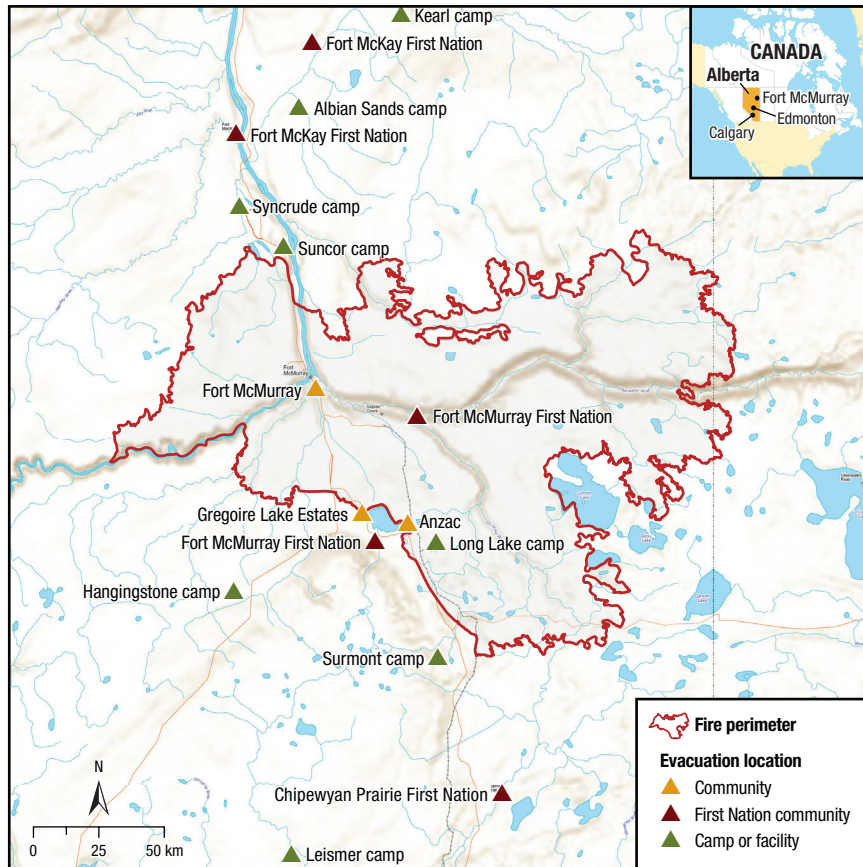 Kearl camp
Fort McKay First Nation
CANADA
Alberta
Fort McMurray
Edmonton
Calgary
Albian Sands camp
Fort McKay First Nation
Syncrude camp
Suncor camp
Fort
McMurray
Fort McMurray
Fort McMurray First Nation
Gregoire Lake Estates
Anzac
Fort McMurray First Nation
Long Lake camp
Hangingstone camp
Surmont camp
Chipewyan Prairie First Nation
Leismer camp
N
0 25 50 km
Fire perimeter
Evacuation location
Community
First Nation community
Camp or facility